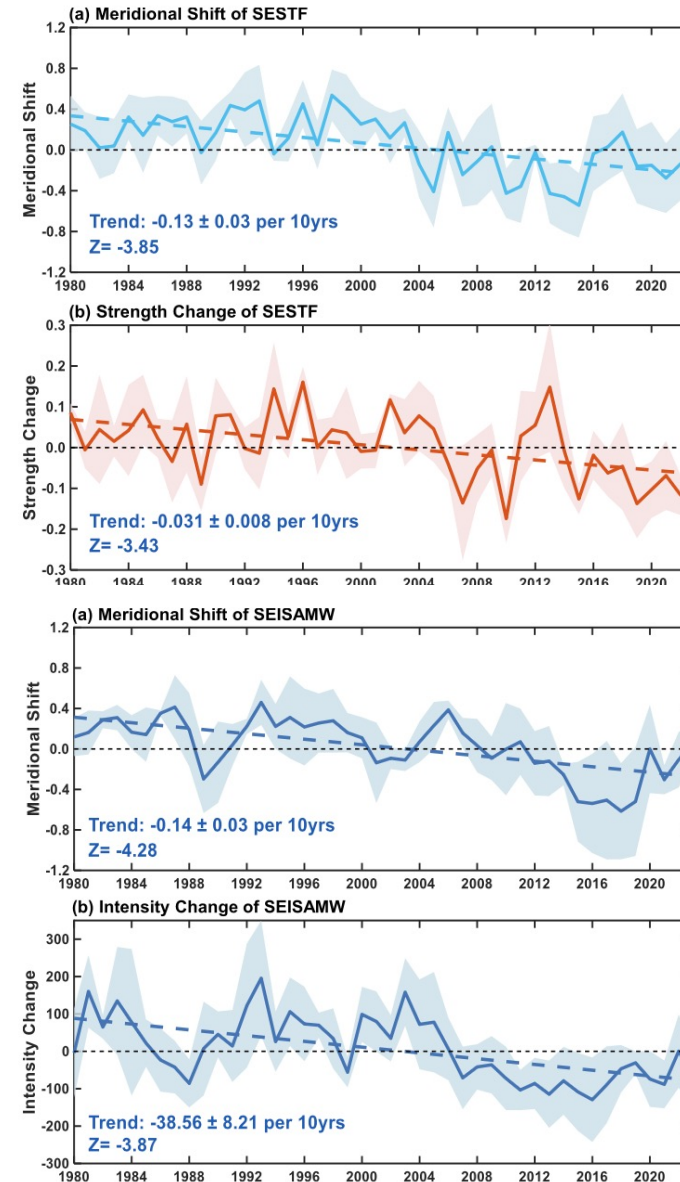 (a) Meridional Shift of SESTF
1.2
0.8
0.4
0.0
-0.4
-0.8
-1.2
Meridional Shift
Trend: -0.13 ± 0.03 per 10yrs
Z= -3.85
1980 1984 1988 1992 1996 2000 2004 2008 2012 2016 2020
(b) Strength Change of SESTF
0.3
0.2
0.1
0.0
-0.1
-0.2
-0.3
Strength Change
Trend: -0.031 ± 0.008 per 10yrs
Z= -3.43
1980 1984 1988 1992 1996 2000 2004 2008 2012 2016 2020
(a) Meridional Shift of SEISAMW
1.2
0.8
0.4
0.0
-0.4
-0.8
-1.2
Meridional Shift
Trend: -0.14 ± 0.03 per 10yrs
Z= -4.28
1980 1984 1988 1992 1996 2000 2004 2008 2012 2016 2020
(b) Intensity Change of SEISAMW
300
200
100
0
-100
-200
-300
Intensity Change
Trend: -38.56 ± 8.21 per 10yrs
Z= -3.87
1980 1984 1988 1992 1996 2000 2004 2008 2012 2016 2020